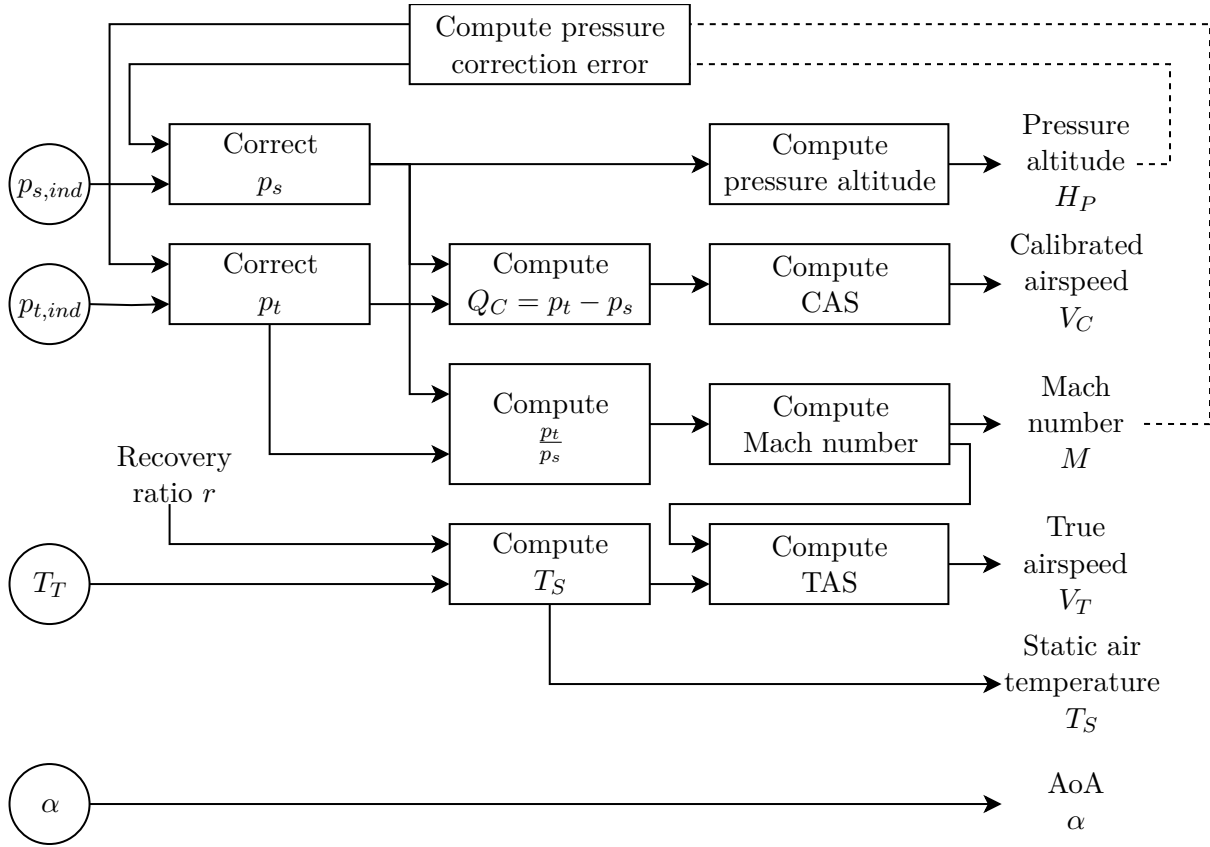 Compute pressure
correction error
p_{s,ind}
Correct
p_s
Compute
pressure altitude
Pressure
altitude
H_P
p_{t,ind}
Correct
p_t
Compute
Q_C = p_t − p_s
Compute
CAS
Calibrated
airspeed
V_C
Compute
p_t
p_s
Compute
Mach number
Mach
number
M
Recovery
ratio r
T_T
Compute
T_S
Compute
TAS
True
airspeed
V_T
Static air
temperature
T_S
α
AoA
α